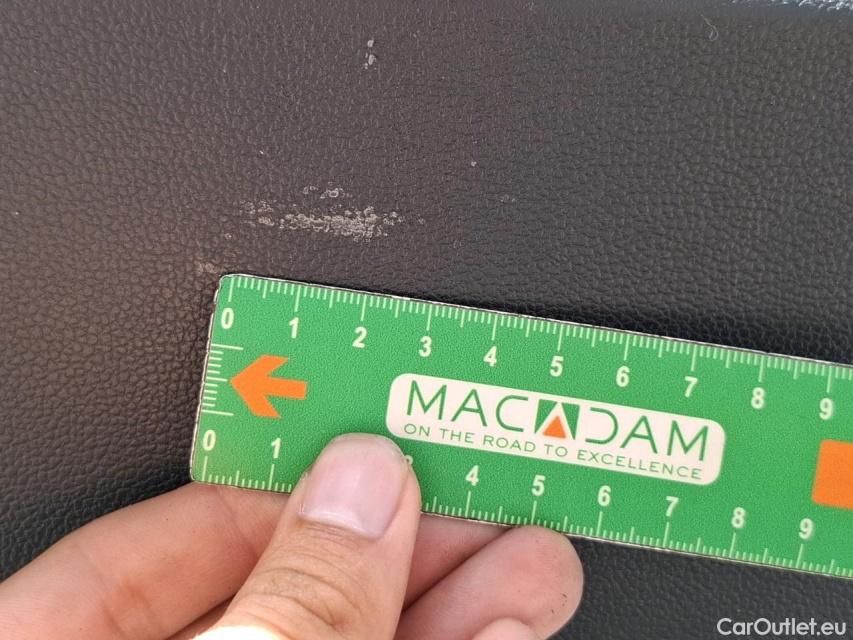 0 1 2 3 4 5 6 7 8 9
MACADAM
ON THE ROAD TO EXCELLENCE
0 1 4 5 6 7 8 9
CarOutlet.eu